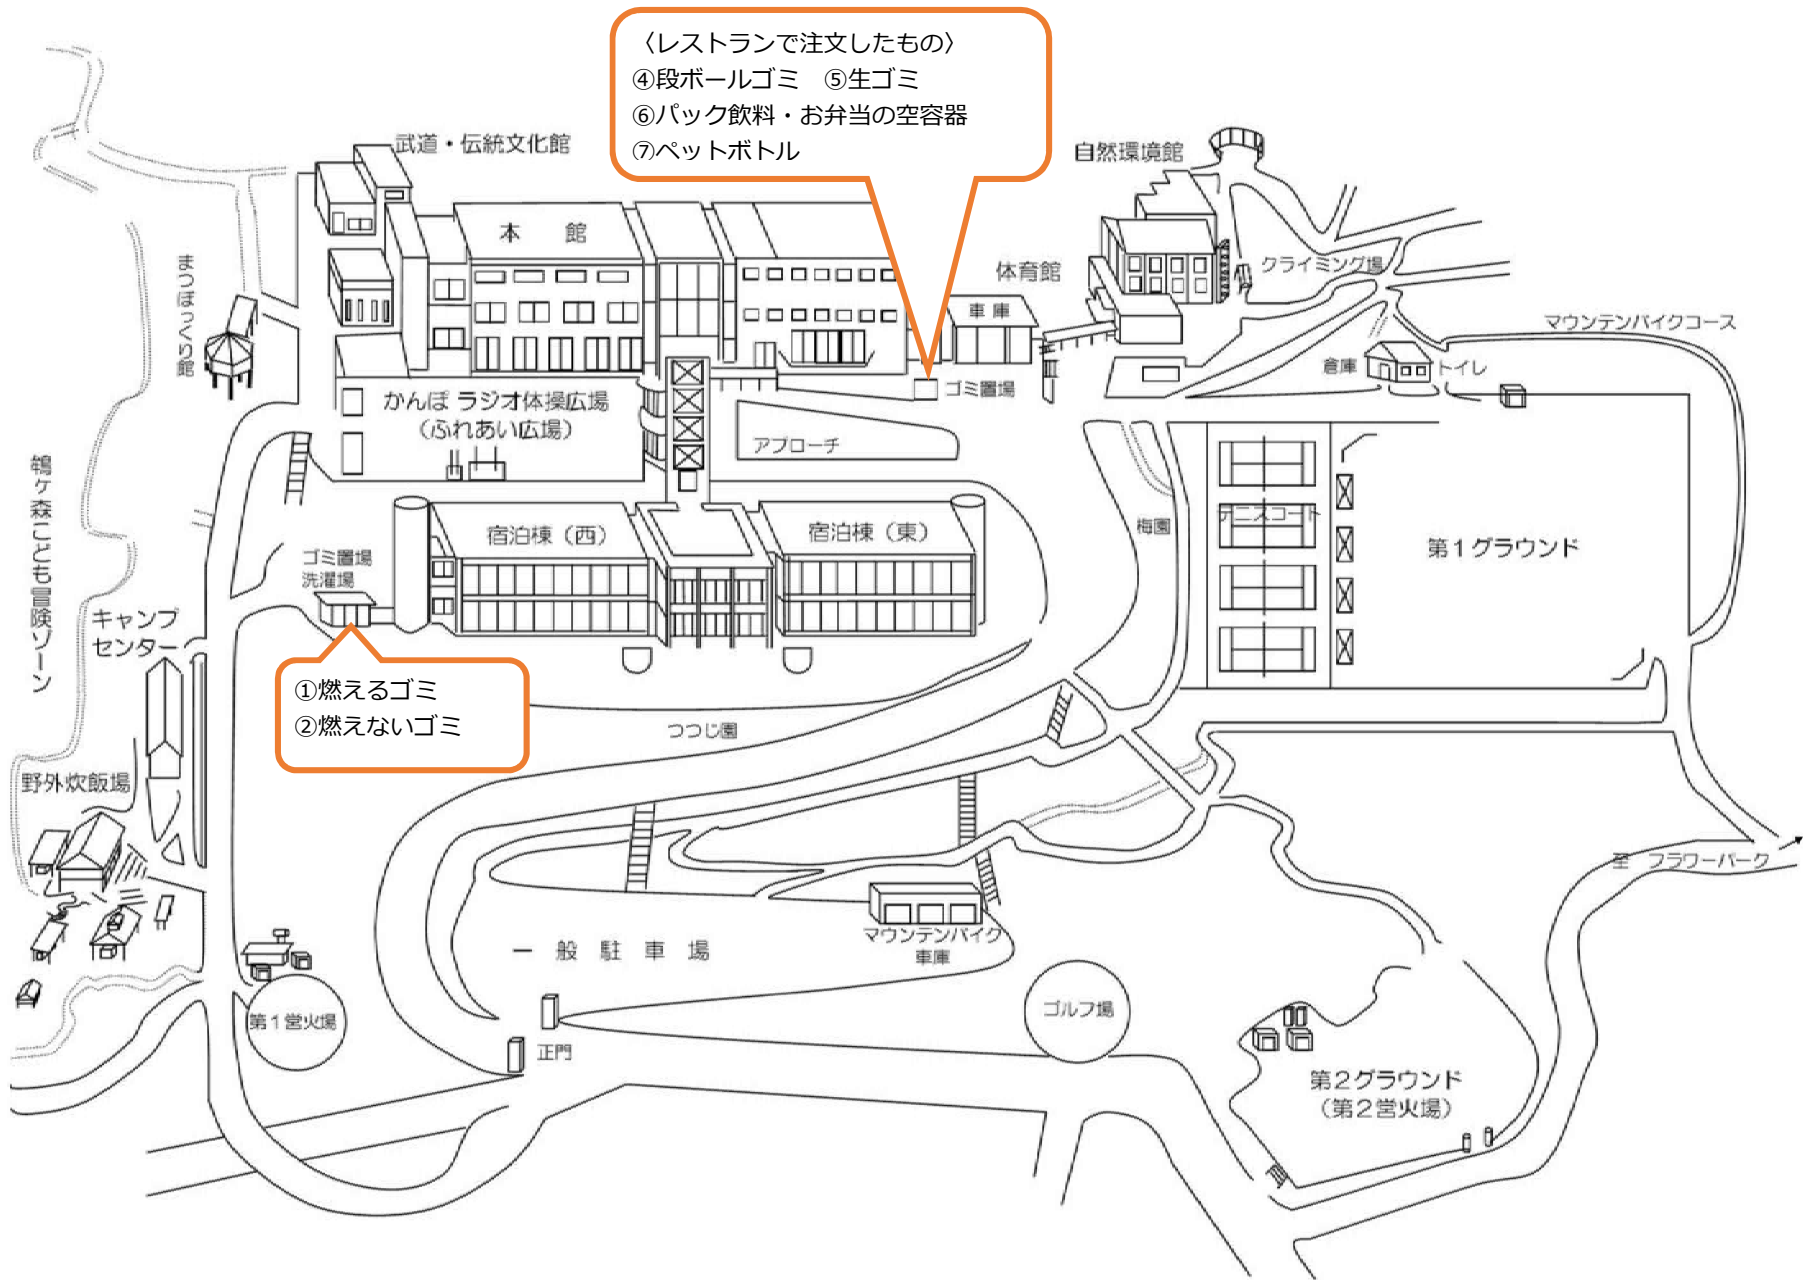 〈レストランで注文したもの〉
④段ボールゴミ　⑤生ゴミ
⑥パック飲料・お弁当の空容器
⑦ペットボトル
武道・伝統文化館
自然環境館
本　館
体育館
クライミング場
まつぼっくり館
車庫
マウンテンバイクコース
倉庫
トイレ
ゴミ置場
かんぽ ラジオ体操広場
（ふれあい広場）
アプローチ
鶴ヶ森こども冒険ゾーン
宿泊棟（西）
宿泊棟（東）
梅園
テニスコート
第１グラウンド
ゴミ置場
洗濯場
キャンプ
センター
①燃えるゴミ
②燃えないゴミ
つつじ園
野外炊飯場
至　フラワーパーク
マウンテンバイク
車庫
一　般　駐　車　場
第１営火場
ゴルフ場
正門
第２グラウンド
（第２営火場）